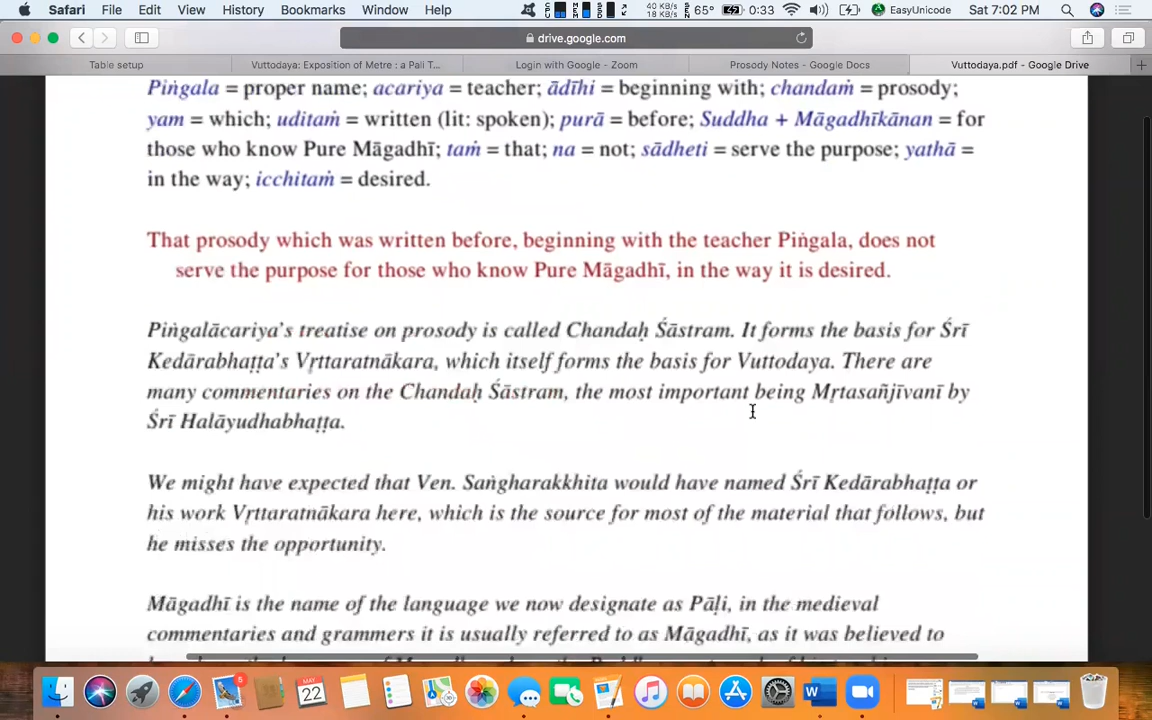 Safari File Edit View History Bookmarks Window Help 40 KB/s 18 KB/s 65° 0:33 EasyUnicode Sat 7:02 PM
drive.google.com
Table setup Vuttodaya: Exposition of Metre : a Pali T... Login with Google - Zoom Prosody Notes - Google Docs Vuttodaya.pdf - Google Drive
Piṅgala = proper name; acariya = teacher; ādīhi = beginning with; chandaṁ = prosody;
yam = which; uditaṁ = written (lit: spoken); purā = before; Suddha + Māgadhīkānan = for
those who know Pure Māgadhī; taṁ = that; na = not; sādheti = serve the purpose; yathā =
in the way; icchitaṁ = desired.
That prosody which was written before, beginning with the teacher Piṅgala, does not
serve the purpose for those who know Pure Māgadhī, in the way it is desired.
Piṅgalācariya’s treatise on prosody is called Chandaḥ Śāstram. It forms the basis for Śrī
Kedārabhaṭṭa’s Vṛttaratnākara, which itself forms the basis for Vuttodaya. There are
many commentaries on the Chandaḥ Śāstram, the most important being Mṛtasañjīvanī by
Śrī Halāyudhabhaṭṭa.
We might have expected that Ven. Saṅgharakkhita would have named Śrī Kedārabhaṭṭa or
his work Vṛttaratnākara here, which is the source for most of the material that follows, but
he misses the opportunity.
Māgadhī is the name of the language we now designate as Pāḷi, in the medieval
commentaries and grammers it is usually referred to as Māgadhī, as it was believed to
5 MAY 22